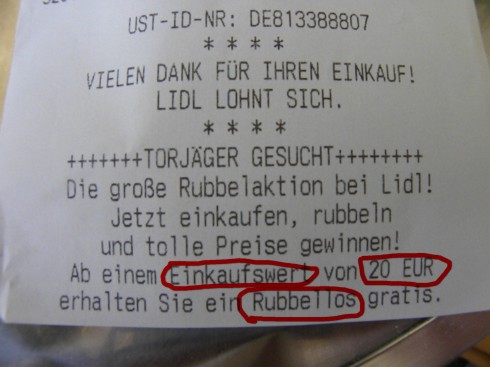 UST-ID-NR: DE813388807
* * * *
VIELEN DANK FÜR IHREN EINKAUF!
LIDL LOHNT SICH.
* * * *
+++++++TORJÄGER GESUCHT++++++++
Die große Rubbelaktion bei Lidl!
Jetzt einkaufen, rubbeln
und tolle Preise gewinnen!
Ab einem Einkaufswert von 20 EUR
erhalten Sie ein Rubbellos gratis.